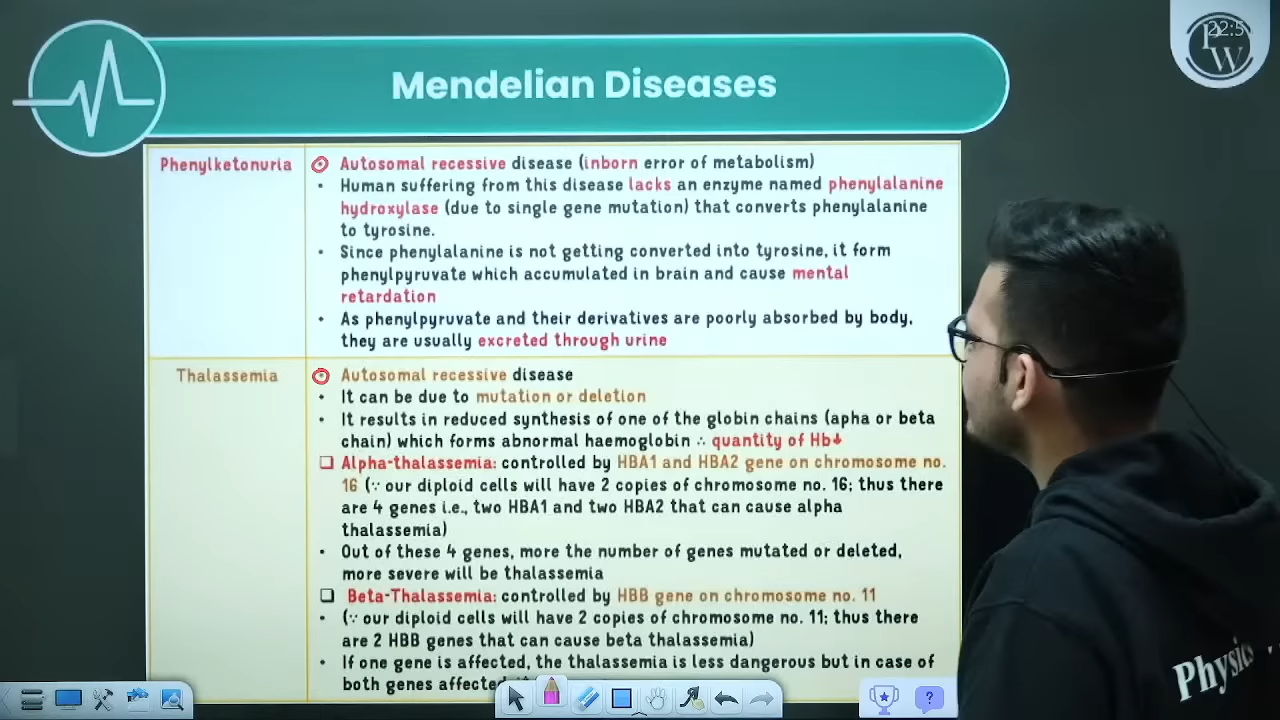 Mendelian Diseases
22:5
PW
Phenylketonuria
Autosomal recessive disease (inborn error of metabolism)
• Human suffering from this disease lacks an enzyme named phenylalanine
hydroxylase (due to single gene mutation) that converts phenylalanine
to tyrosine.
• Since phenylalanine is not getting converted into tyrosine, it form
phenylpyruvate which accumulated in brain and cause mental
retardation
• As phenylpyruvate and their derivatives are poorly absorbed by body,
they are usually excreted through urine
Thalassemia
Autosomal recessive disease
• It can be due to mutation or deletion
• It results in reduced synthesis of one of the globin chains (apha or beta
chain) which forms abnormal haemoglobin ∴ quantity of Hb↓
❑ Alpha-thalassemia: controlled by HBA1 and HBA2 gene on chromosome no.
16 (∵ our diploid cells will have 2 copies of chromosome no. 16; thus there
are 4 genes i.e., two HBA1 and two HBA2 that can cause alpha
thalassemia)
• Out of these 4 genes, more the number of genes mutated or deleted,
more severe will be thalassemia
❑ Beta-Thalassemia: controlled by HBB gene on chromosome no. 11
• (∵ our diploid cells will have 2 copies of chromosome no. 11; thus there
are 2 HBB genes that can cause beta thalassemia)
• If one gene is affected, the thalassemia is less dangerous but in case of
both genes affected
Physics